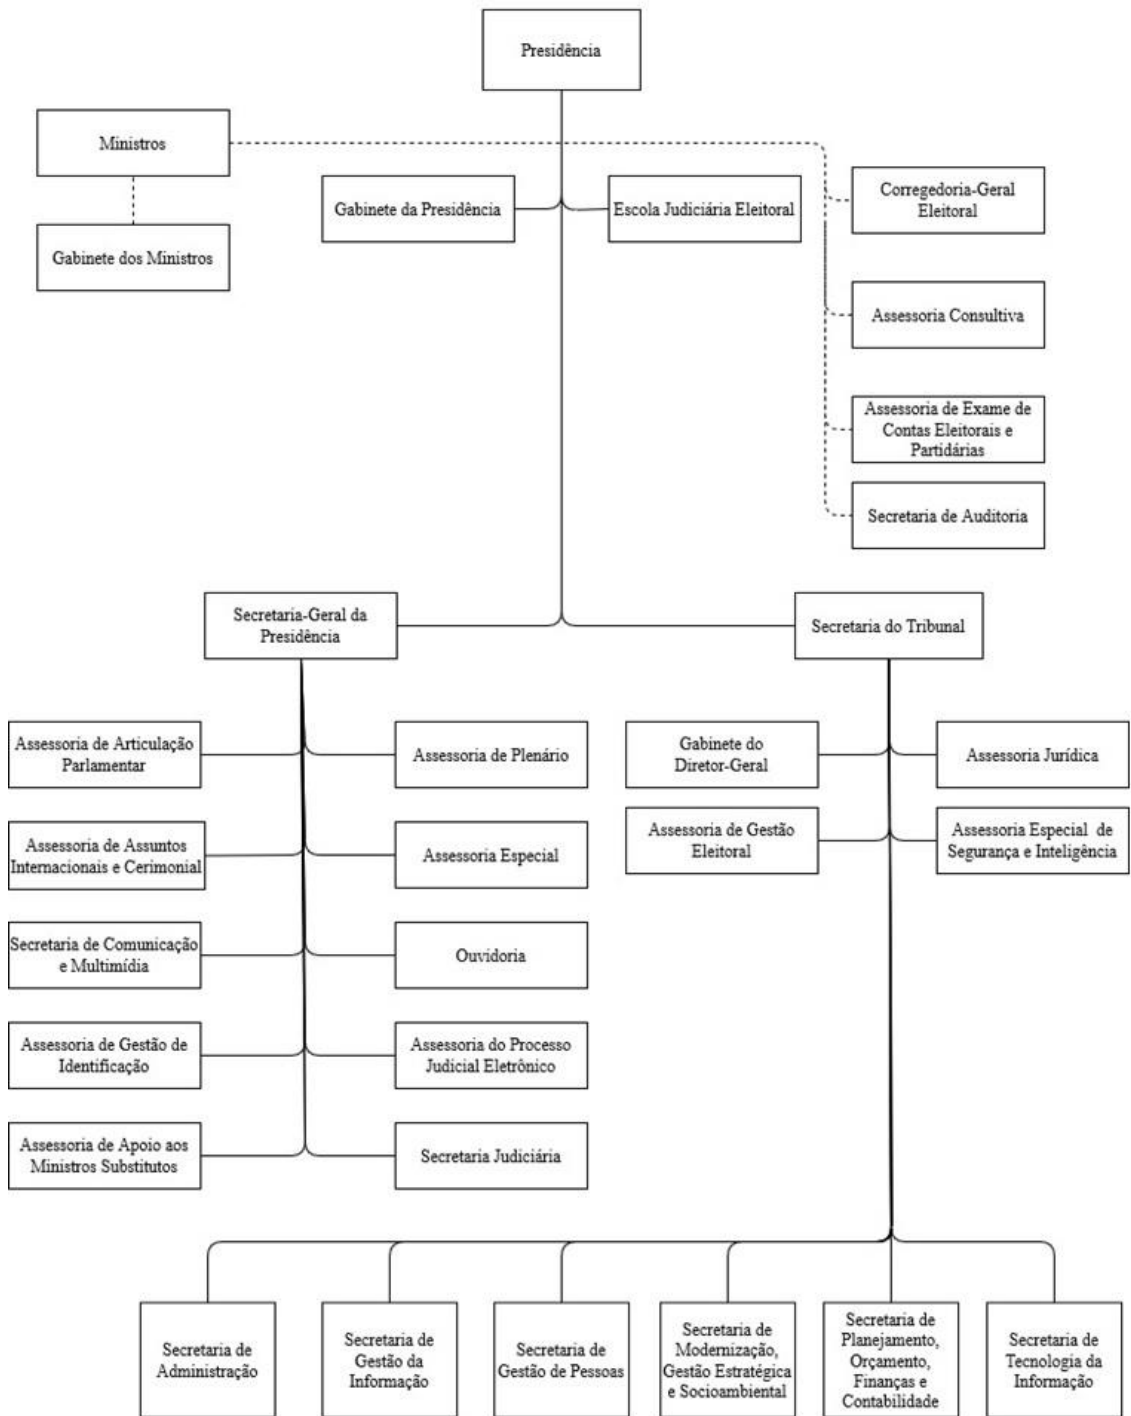 Presidência
Ministros
Gabinete dos Ministros
Gabinete da Presidência
Escola Judiciária Eleitoral
Corregedoria-Geral
Eleitoral
Assessoria Consultiva
Assessoria de Exame de
Contas Eleitorais e
Partidárias
Secretaria de Auditoria
Secretaria-Geral da
Presidência
Secretaria do Tribunal
Assessoria de Articulação
Parlamentar
Assessoria de Plenário
Assessoria de Assuntos
Internacionais e Cerimonial
Assessoria Especial
Secretaria de Comunicação
e Multimídia
Ouvidoria
Assessoria de Gestão de
Identificação
Assessoria do Processo
Judicial Eletrônico
Assessoria de Apoio aos
Ministros Substitutos
Secretaria Judiciária
Gabinete do
Diretor-Geral
Assessoria Jurídica
Assessoria de Gestão
Eleitoral
Assessoria Especial de
Segurança e Inteligência
Secretaria de
Administração
Secretaria de
Gestão da
Informação
Secretaria de
Gestão de Pessoas
Secretaria de
Modernização,
Gestão Estratégica
e Socioambiental
Secretaria de
Planejamento,
Orçamento,
Finanças e
Contabilidade
Secretaria de
Tecnologia da
Informação